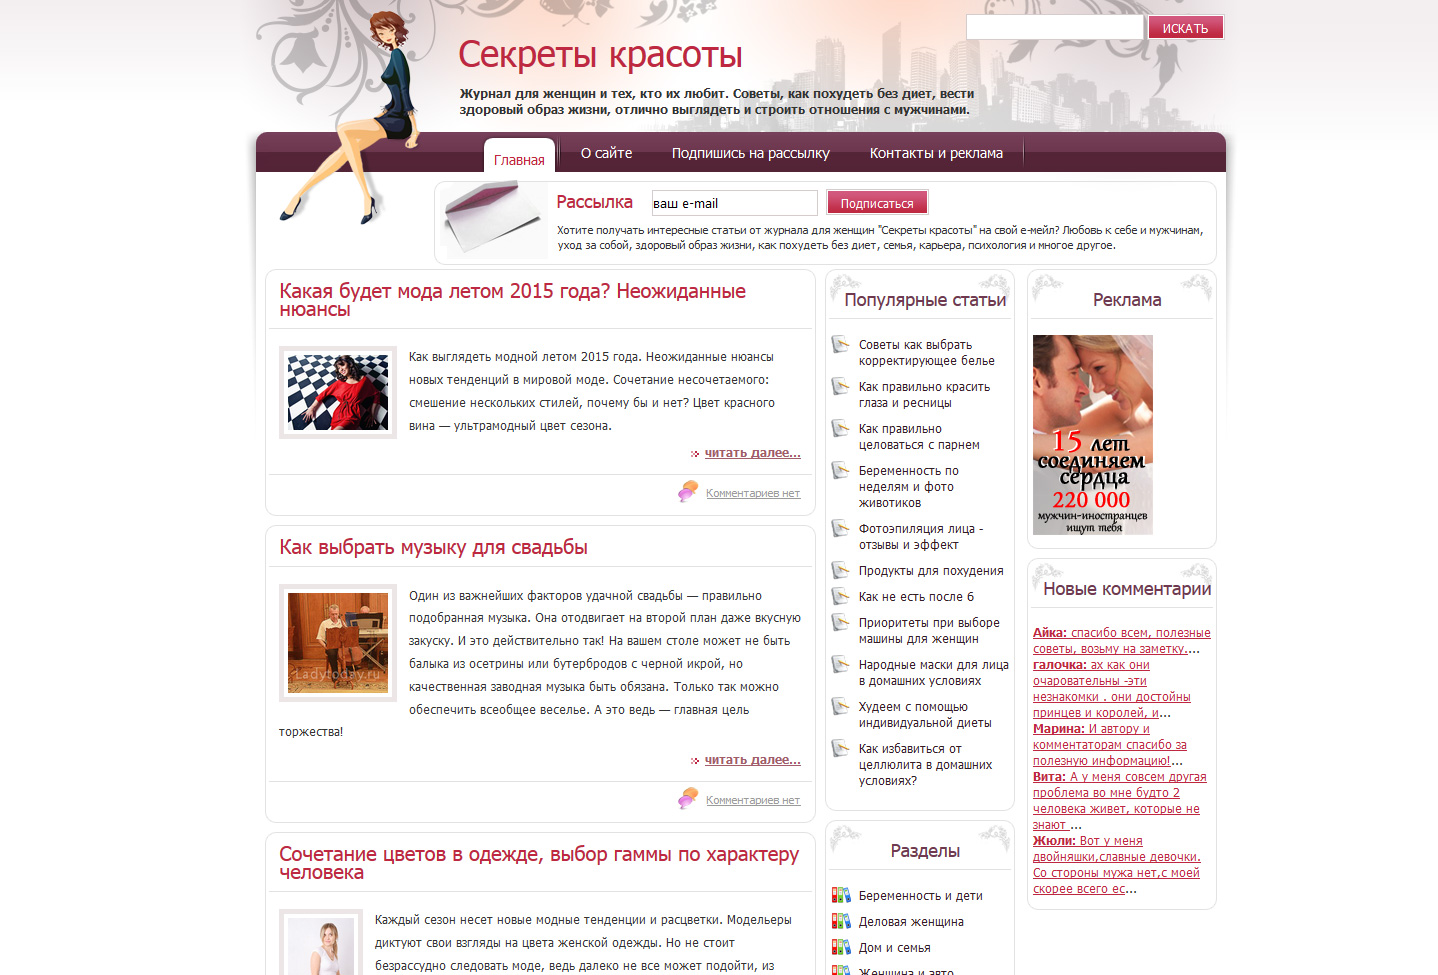 ИСКАТЬ
Секреты красоты
Журнал для женщин и тех, кто их любит. Советы, как похудеть без диет, вести
здоровый образ жизни, отлично выглядеть и строить отношения с мужчинами.
Главная
О сайте
Подпишись на рассылку
Контакты и реклама
Рассылка
ваш e-mail
Подписаться
Хотите получать интересные статьи от журнала для женщин "Секреты красоты" на свой е-мейл? Любовь к себе и мужчинам,
уход за собой, здоровый образ жизни, как похудеть без диет, семья, карьера, психология и многое другое.
Какая будет мода летом 2015 года? Неожиданные
нюансы
Как выглядеть модной летом 2015 года. Неожиданные нюансы
новых тенденций в мировой моде. Сочетание несочетаемого:
смешение нескольких стилей, почему бы и нет? Цвет красного
вина — ультрамодный цвет сезона.
читать далее...
Комментариев нет
Как выбрать музыку для свадьбы
Ladytoday.ru
Один из важнейших факторов удачной свадьбы — правильно
подобранная музыка. Она отодвигает на второй план даже вкусную
закуску. И это действительно так! На вашем столе может не быть
балыка из осетрины или бутербродов с черной икрой, но
качественная заводная музыка быть обязана. Только так можно
обеспечить всеобщее веселье. А это ведь — главная цель
торжества!
читать далее...
Комментариев нет
Сочетание цветов в одежде, выбор гаммы по характеру
человека
Каждый сезон несет новые модные тенденции и расцветки. Модельеры
диктуют свои взгляды на цвета женской одежды. Но не стоит
безрассудно следовать моде, ведь далеко не все может подойти, из
Популярные статьи
Советы как выбрать
корректирующее белье
Как правильно красить
глаза и ресницы
Как правильно
целоваться с парнем
Беременность по
неделям и фото
животиков
Фотоэпиляция лица -
отзывы и эффект
Продукты для похудения
Как не есть после 6
Приоритеты при выборе
машины для женщин
Народные маски для лица
в домашних условиях
Худеем с помощью
индивидуальной диеты
Как избавиться от
целлюлита в домашних
условиях?
Разделы
Беременность и дети
Деловая женщина
Дом и семья
Женщина и авто
Реклама
15 лет
соединяем
сердца
220 000
мужчин-иностранцев
ищут тебя
Новые комментарии
Айка: спасибо всем, полезные
советы, возьму на заметку....
галочка: ах как они
очаровательны -эти
незнакомки . они достойны
принцев и королей, и...
Марина: И автору и
комментаторам спасибо за
полезную информацию!...
Вита: А у меня совсем другая
проблема во мне будто 2
человека живет, которые не
знают ...
Жюли: Вот у меня
двойняшки,славные девочки.
Со стороны мужа нет,с моей
скорее всего ес...